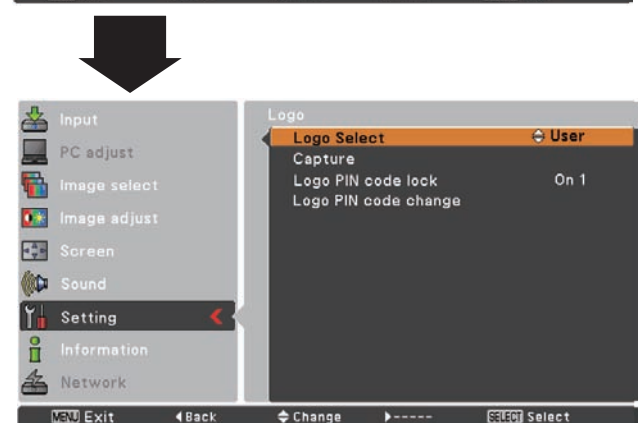 Input
PC adjust
Image select
Image adjust
Screen
Sound
Setting
Information
Network
Logo
Logo Select User
Capture
Logo PIN code lock On 1
Logo PIN code change
MENU Exit Back Change ----- SELECT Select